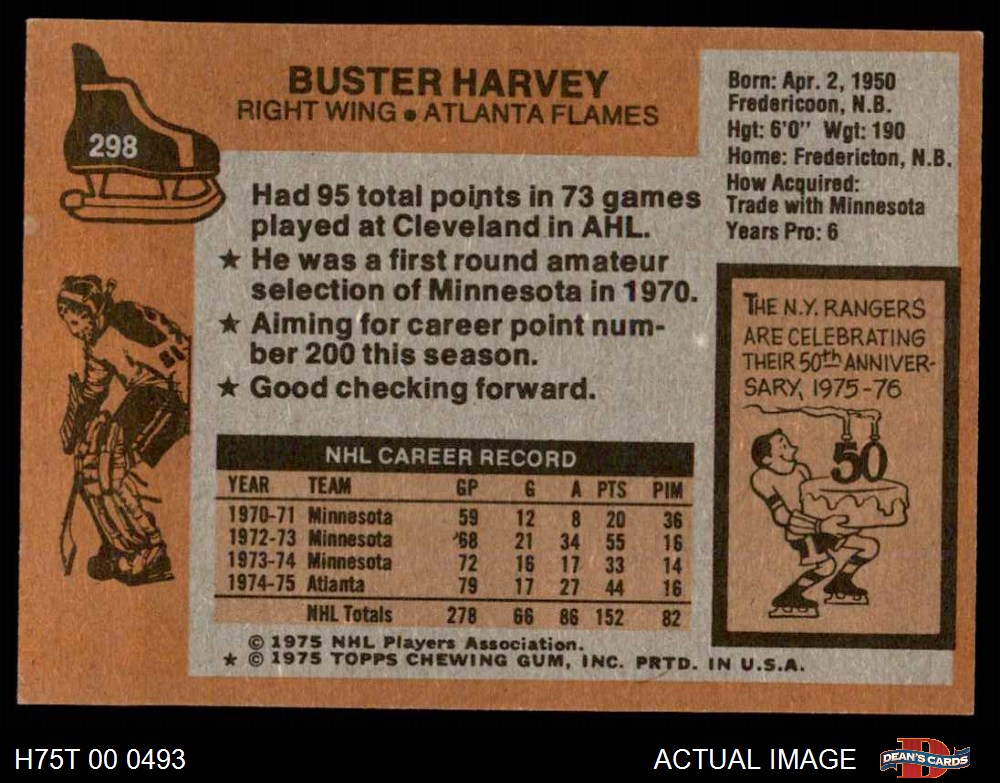 298
BUSTER HARVEY
RIGHT WING • ATLANTA FLAMES
Born: Apr. 2, 1950
Fredericoon, N.B.
Hgt: 6'0" Wgt: 190
Home: Fredericton, N.B.
How Acquired:
Trade with Minnesota
Years Pro: 6
Had 95 total points in 73 games
played at Cleveland in AHL.
★ He was a first round amateur
selection of Minnesota in 1970.
★ Aiming for career point num-
ber 200 this season.
★ Good checking forward.
THE N.Y. RANGERS
ARE CELEBRATING
THEIR 50th ANNIVER-
SARY, 1975-76
50
NHL CAREER RECORD
YEAR TEAM GP G A PTS PIM
1970-71 Minnesota 59 12 8 20 36
1972-73 Minnesota 68 21 34 55 16
1973-74 Minnesota 72 16 17 33 14
1974-75 Atlanta 79 17 27 44 16
NHL Totals 278 66 86 152 82
© 1975 NHL Players Association.
★ © 1975 TOPPS CHEWING GUM, INC. PRTD. IN U.S.A.
H75T 00 0493
ACTUAL IMAGE
D
DEAN'S CARDS